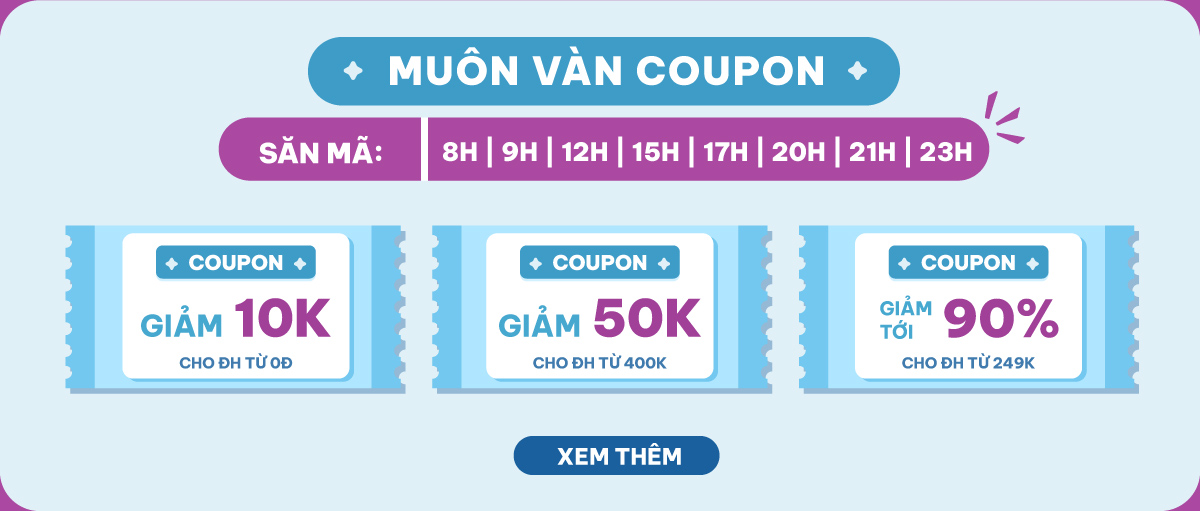 MUÔN VÀN COUPON
SĂN MÃ: 8H | 9H | 12H | 15H | 17H | 20H | 21H | 23H
COUPON
GIẢM 10K
CHO ĐH TỪ 0Đ
COUPON
GIẢM 50K
CHO ĐH TỪ 400K
COUPON
GIẢM TỚI 90%
CHO ĐH TỪ 249K
XEM THÊM